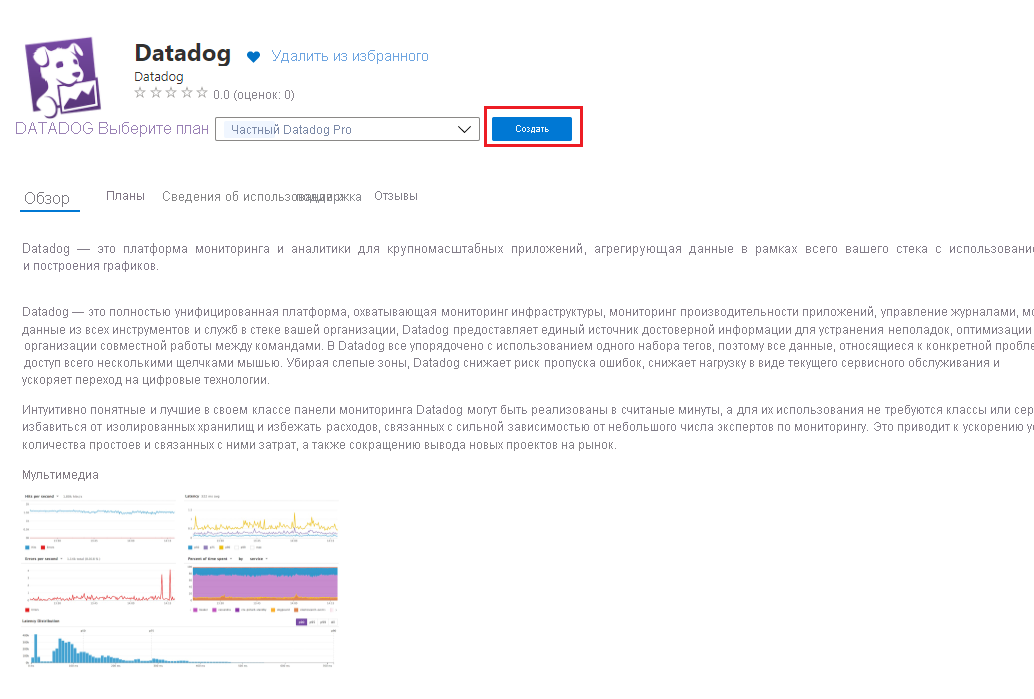 Datadog
Удалить из избранного
Datadog
0.0 (оценок: 0)
DATADOG Выберите план
Частный Datadog Pro
Создать
Обзор
Планы
Сведения об использовании
поддержка
Отзывы
Datadog — это платформа мониторинга и аналитики для крупномасштабных приложений, агрегирующая данные в рамках всего вашего стека с
и построения графиков.
Datadog — это полностью унифицированная платформа, охватывающая мониторинг инфраструктуры, мониторинг производительности приложений, управление журналами,
данные из всех инструментов и служб в стеке вашей организации, Datadog предоставляет единый источник достоверной информации для устранения неполадок, оптимизации
организации совместной работы между командами. В Datadog все упорядочено с использованием одного набора тегов, поэтому все данные, относящиеся к конкретной
доступ всего несколькими щелчками мышью. Убирая слепые зоны, Datadog снижает риск пропуска ошибок, снижает нагрузку в виде текущего сервисного обслуживания и
ускоряет переход на цифровые технологии.
Интуитивно понятные и лучшие в своем классе панели мониторинга Datadog могут быть реализованы в считаные минуты, а для их использования не требуются классы или
избавиться от изолированных хранилищ и избежать расходов, связанных с сильной зависимостью от небольшого числа экспертов по мониторингу. Это приводит к ускорению
количества простоев и связанных с ними затрат, а также сокращению вывода новых проектов на рынок.
Мультимедиа
Hits per second
Latency
Errors per second
Percent of time spent by service
Latency Distribution